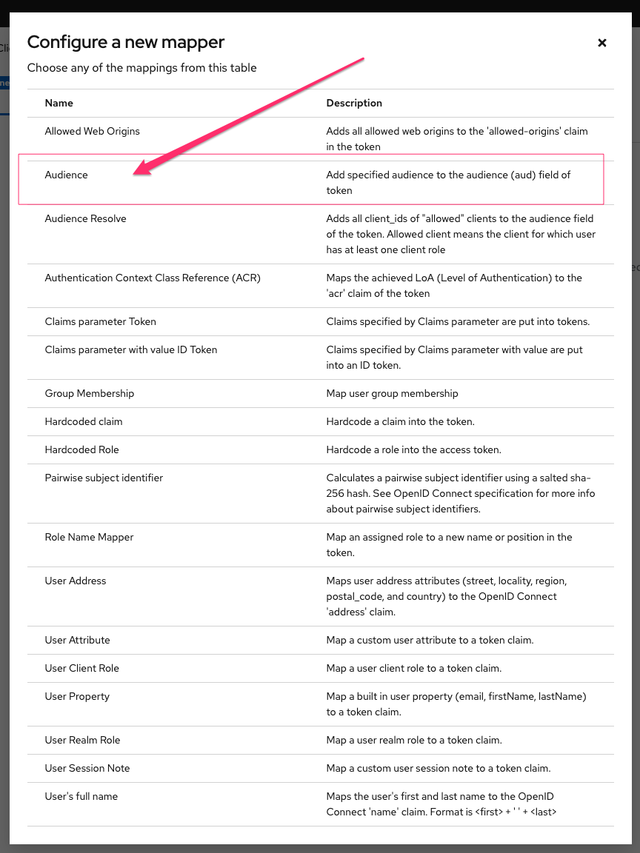 Configure a new mapper
Choose any of the mappings from this table
Name Description
Allowed Web Origins Adds all allowed web origins to the 'allowed-origins' claim
in the token
Audience Add specified audience to the audience (aud) field of
token
Audience Resolve Adds all client_ids of "allowed" clients to the audience field
of the token. Allowed client means the client for which user
has at least one client role
Authentication Context Class Reference (ACR) Maps the achieved LoA (Level of Authentication) to the
'acr' claim of the token
Claims parameter Token Claims specified by Claims parameter are put into tokens.
Claims parameter with value ID Token Claims specified by Claims parameter with value are put
into an ID token.
Group Membership Map user group membership
Hardcoded claim Hardcode a claim into the token.
Hardcoded Role Hardcode a role into the access token.
Pairwise subject identifier Calculates a pairwise subject identifier using a salted sha-
256 hash. See OpenID Connect specification for more info
about pairwise subject identifiers.
Role Name Mapper Map an assigned role to a new name or position in the
token.
User Address Maps user address attributes (street, locality, region,
postal_code, and country) to the OpenID Connect
'address' claim.
User Attribute Map a custom user attribute to a token claim.
User Client Role Map a user client role to a token claim.
User Property Map a built in user property (email, firstName, lastName)
to a token claim.
User Realm Role Map a user realm role to a token claim.
User Session Note Map a custom user session note to a token claim.
User's full name Maps the user's first and last name to the OpenID
Connect 'name' claim. Format is <first> + ' ' + <last>